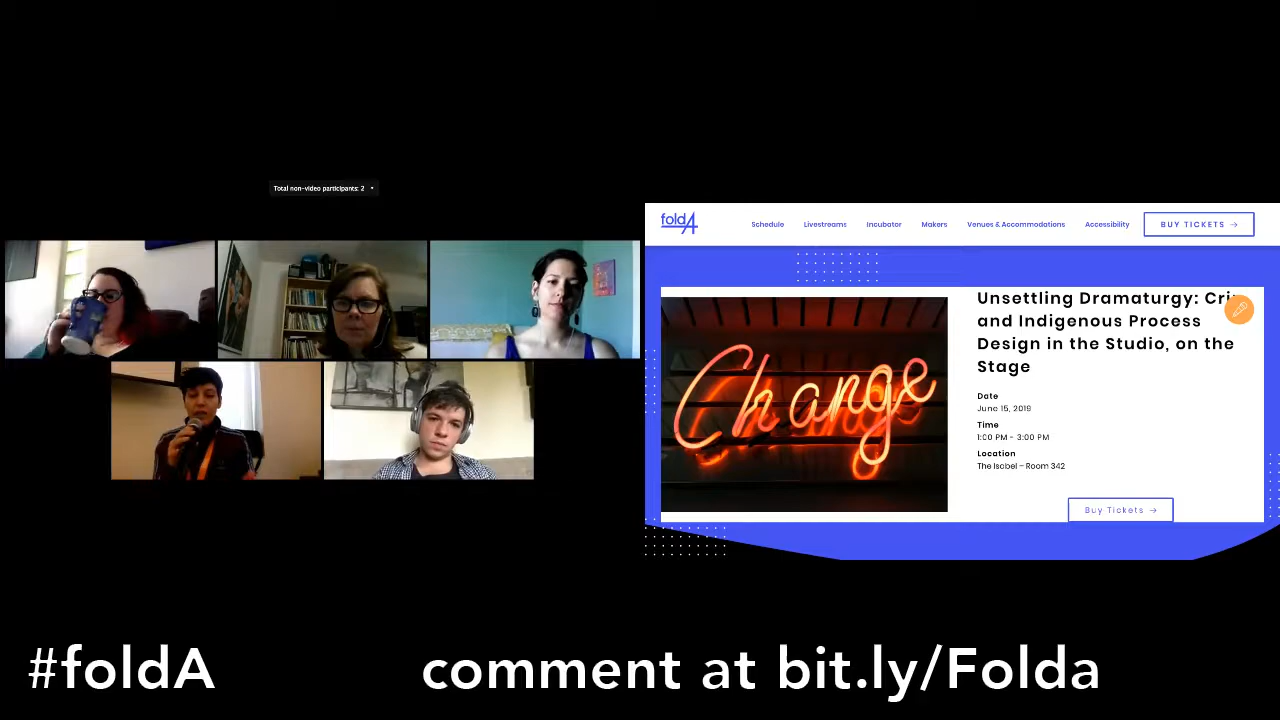 Total non-video participants: 2
foldA
Schedule
Livestreams
Incubator
Makers
Venues & Accommodations
Accessibility
BUY TICKETS →
Change
Unsettling Dramaturgy: Crip
and Indigenous Process
Design in the Studio, on the
Stage
Date
June 15, 2019
Time
1:00 PM - 3:00 PM
Location
The Isabel – Room 342
Buy Tickets →
#foldA
comment at bit.ly/Folda